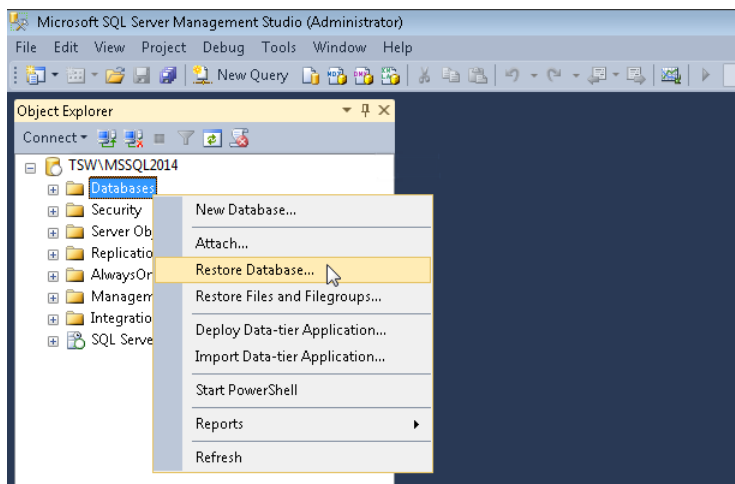 Microsoft SQL Server Management Studio (Administrator)
File Edit View Project Debug Tools Window Help
New Query
Object Explorer
Connect
TSW\MSSQL2014
Databases
Security
Server Ob
Replicatio
AlwaysOn
Managem
Integratio
SQL Serve
New Database...
Attach...
Restore Database...
Restore Files and Filegroups...
Deploy Data-tier Application...
Import Data-tier Application...
Start PowerShell
Reports
Refresh